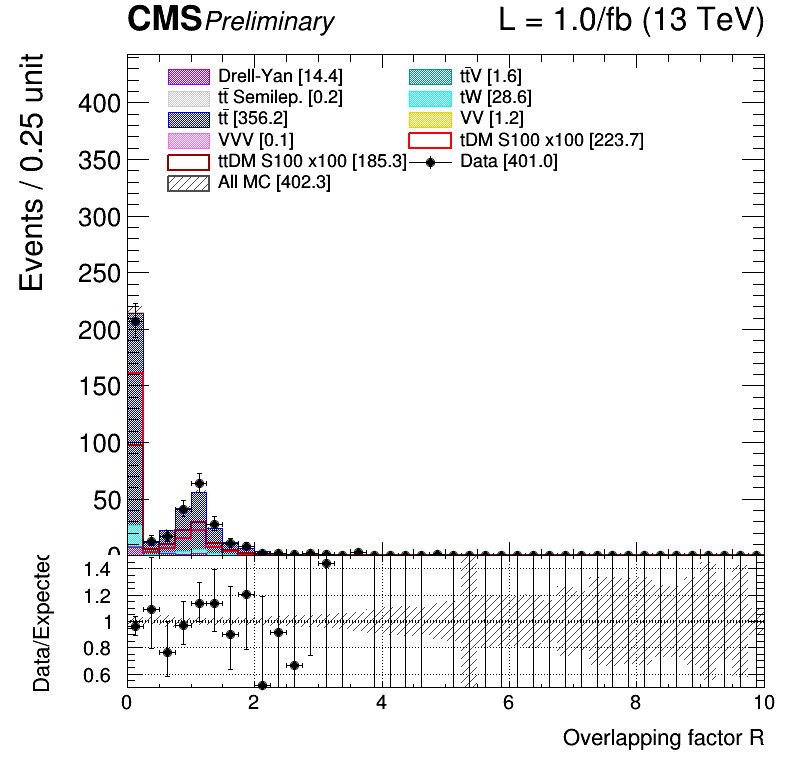 CMS Preliminary L = 1.0/fb (13 TeV)
Drell-Yan [14.4] tt̄V [1.6]
tt̄ Semilep. [0.2] tW [28.6]
tt̄ [356.2] VV [1.2]
VVV [0.1] tDM S100 x100 [223.7]
ttDM S100 x100 [185.3] Data [401.0]
All MC [402.3]
Events / 0.25 unit
400
350
300
250
200
150
100
50
0
Data/Expected
1.4
1.2
1
0.8
0.6
0 2 4 6 8 10
Overlapping factor R